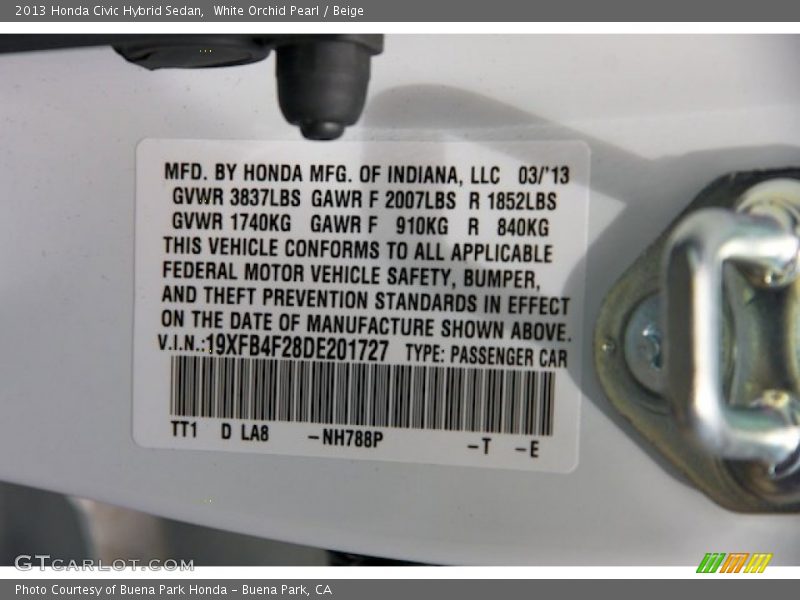 2013 Honda Civic Hybrid Sedan, White Orchid Pearl / Beige
MFD. BY HONDA MFG. OF INDIANA, LLC 03/'13
GVWR 3837LBS GAWR F 2007LBS R 1852LBS
GVWR 1740KG GAWR F 910KG R 840KG
THIS VEHICLE CONFORMS TO ALL APPLICABLE
FEDERAL MOTOR VEHICLE SAFETY, BUMPER,
AND THEFT PREVENTION STANDARDS IN EFFECT
ON THE DATE OF MANUFACTURE SHOWN ABOVE.
V.I.N.:19XFB4F28DE201727 TYPE: PASSENGER CAR
TT1 D LA8 –NH788P –T –E
GTCARLOT.COM
Photo Courtesy of Buena Park Honda – Buena Park, CA